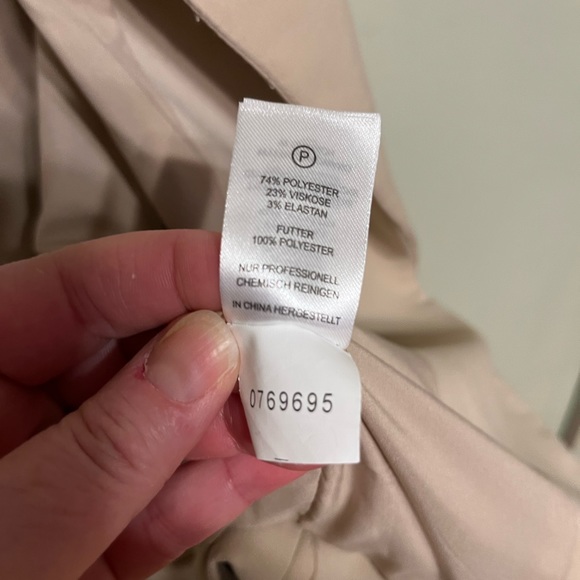 P
74% POLYESTER
23% VISKOSE
3% ELASTAN
FUTTER
100% POLYESTER
NUR PROFESSIONELL
CHEMISCH REINIGEN
IN CHINA HERGESTELLT
0769695